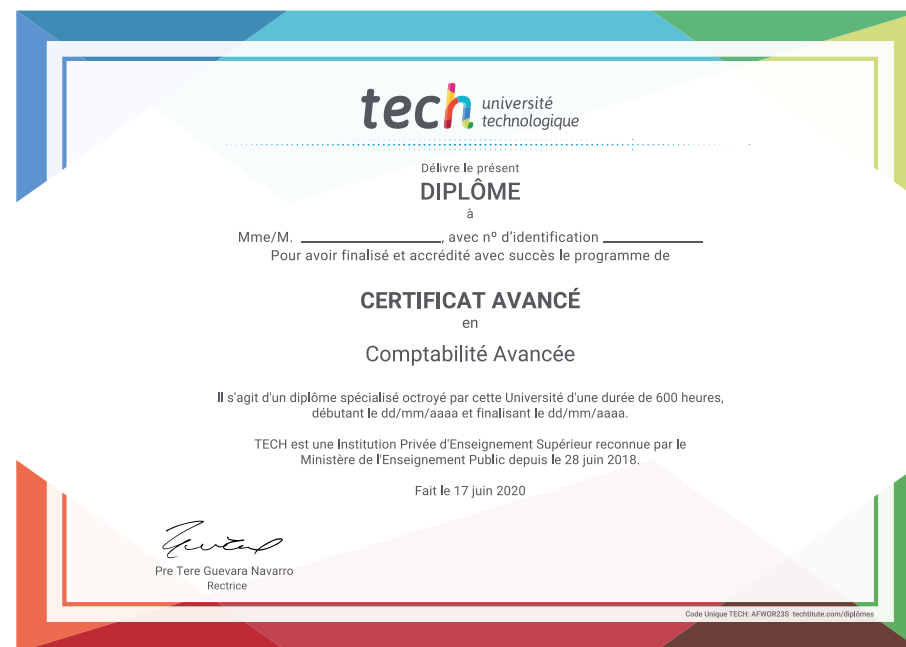 tech université
technologique
Délivre le présent
DIPLÔME
à
Mme/M. ____________________, avec nº d'identification ______________
Pour avoir finalisé et accrédité avec succès le programme de
CERTIFICAT AVANCÉ
en
Comptabilité Avancée
Il s'agit d'un diplôme spécialisé octroyé par cette Université d'une durée de 600 heures,
débutant le dd/mm/aaaa et finalisant le dd/mm/aaaa.
TECH est une Institution Privée d'Enseignement Supérieur reconnue par le
Ministère de l'Enseignement Public depuis le 28 juin 2018.
Fait le 17 juin 2020
Pre Tere Guevara Navarro
Rectrice
Code Unique TECH: AFWOR23S techtitute.com/diplômes